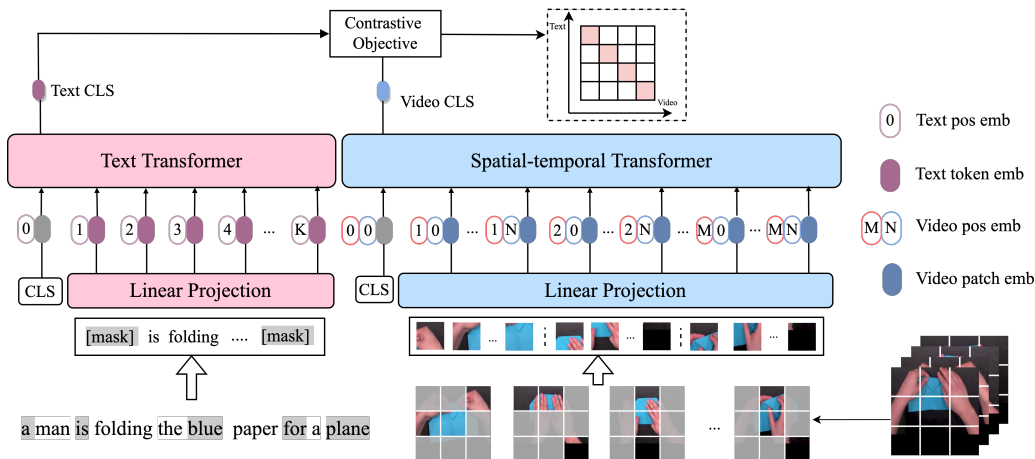 Contrastive
Objective
Text
Video
Text CLS
Video CLS
Text Transformer
Spatial-temporal Transformer
0 1 2 3 4 ... K
0 0 1 0 ... 1 N 2 0 ... 2 N ... M 0 ... M N
CLS
Linear Projection
CLS
Linear Projection
[mask] is folding .... [mask]
... ... ...
a man is folding the blue paper for a plane
...
0 Text pos emb
Text token emb
M N Video pos emb
Video patch emb